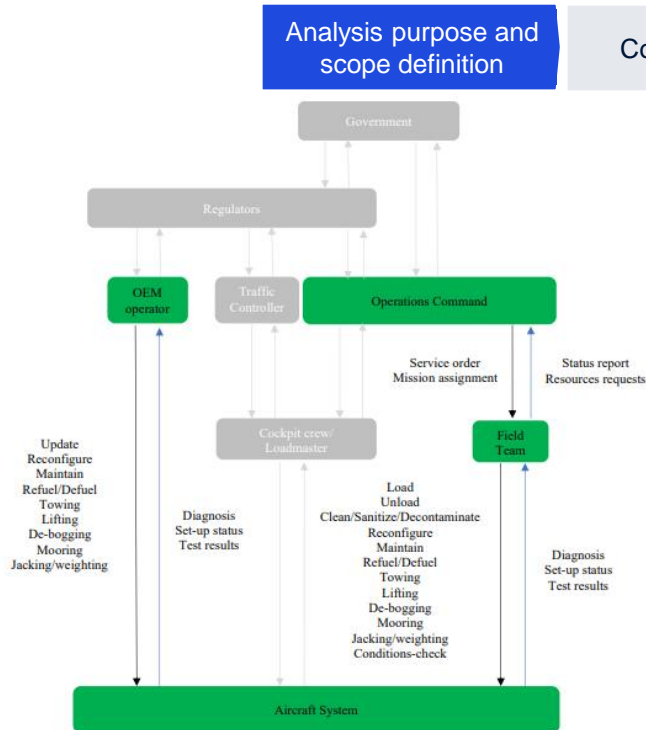 Analysis purpose and
scope definition
Co
Government
Regulators
OEM
operator
Traffic
Controller
Operations Command
Service order
Mission assignment
Status report
Resources requests
Cockpit crew/
Loadmaster
Field
Team
Update
Reconfigure
Maintain
Refuel/Defuel
Towing
Lifting
De-bogging
Mooring
Jacking/weighting
Diagnosis
Set-up status
Test results
Load
Unload
Clean/Sanitize/Decontaminate
Reconfigure
Maintain
Refuel/Defuel
Towing
Lifting
De-bogging
Mooring
Jacking/weighting
Conditions-check
Diagnosis
Set-up status
Test results
Aircraft System